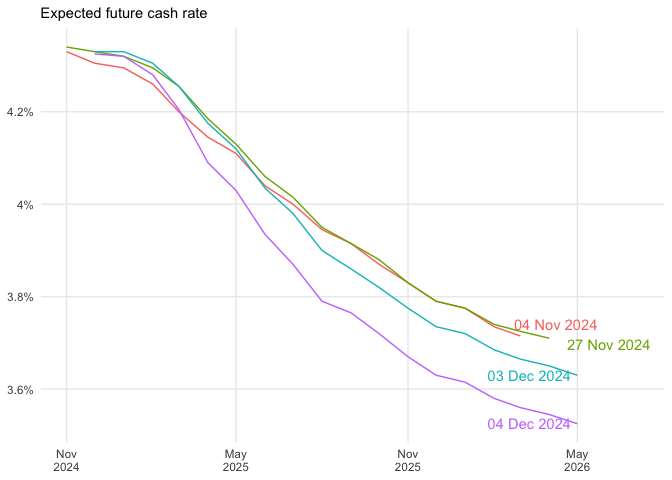 Expected future cash rate
4.2%
4%
3.8%
3.6%
04 Nov 2024
27 Nov 2024
03 Dec 2024
04 Dec 2024
Nov
2024
May
2025
Nov
2025
May
2026